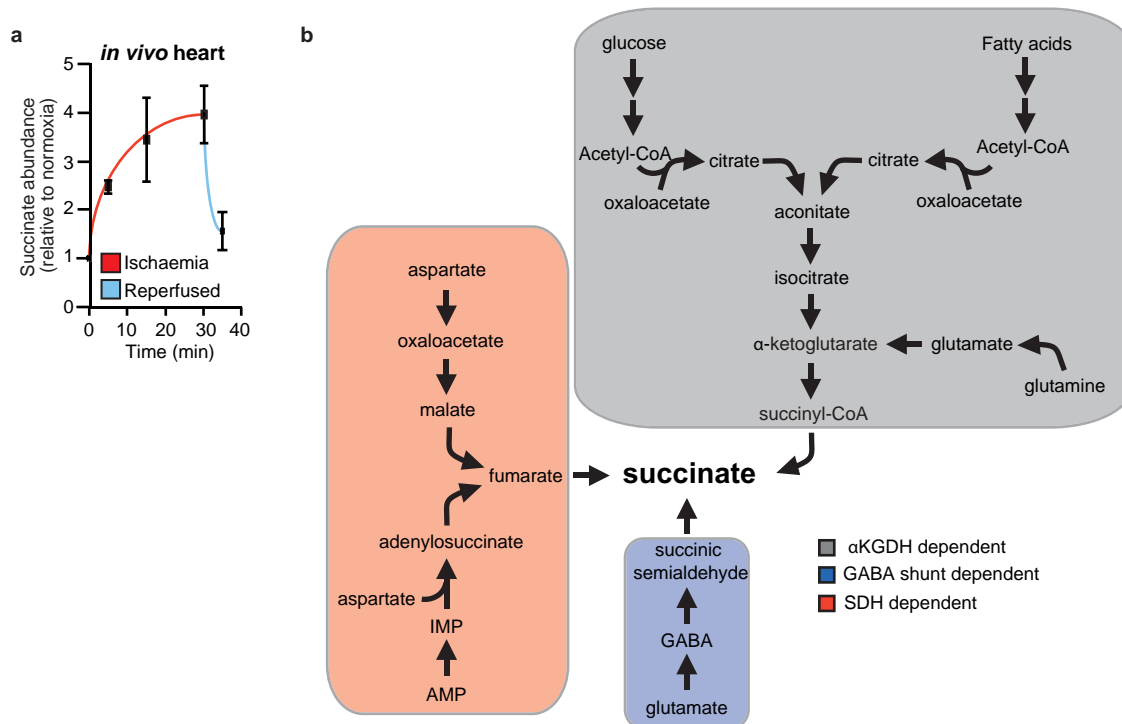 a
in vivo heart
Succinate abundance
(relative to normoxia)
5
4
3
2
1
0
0
10
20
30
40
Time (min)
Ischaemia
Reperfused
b
glucose
Fatty acids
Acetyl-CoA
citrate
citrate
Acetyl-CoA
oxaloacetate
oxaloacetate
aconitate
isocitrate
α-ketoglutarate
glutamate
glutamine
succinyl-CoA
aspartate
oxaloacetate
malate
fumarate
succinate
adenylosuccinate
aspartate
IMP
AMP
succinic
semialdehyde
GABA
glutamate
αKGDH dependent
GABA shunt dependent
SDH dependent